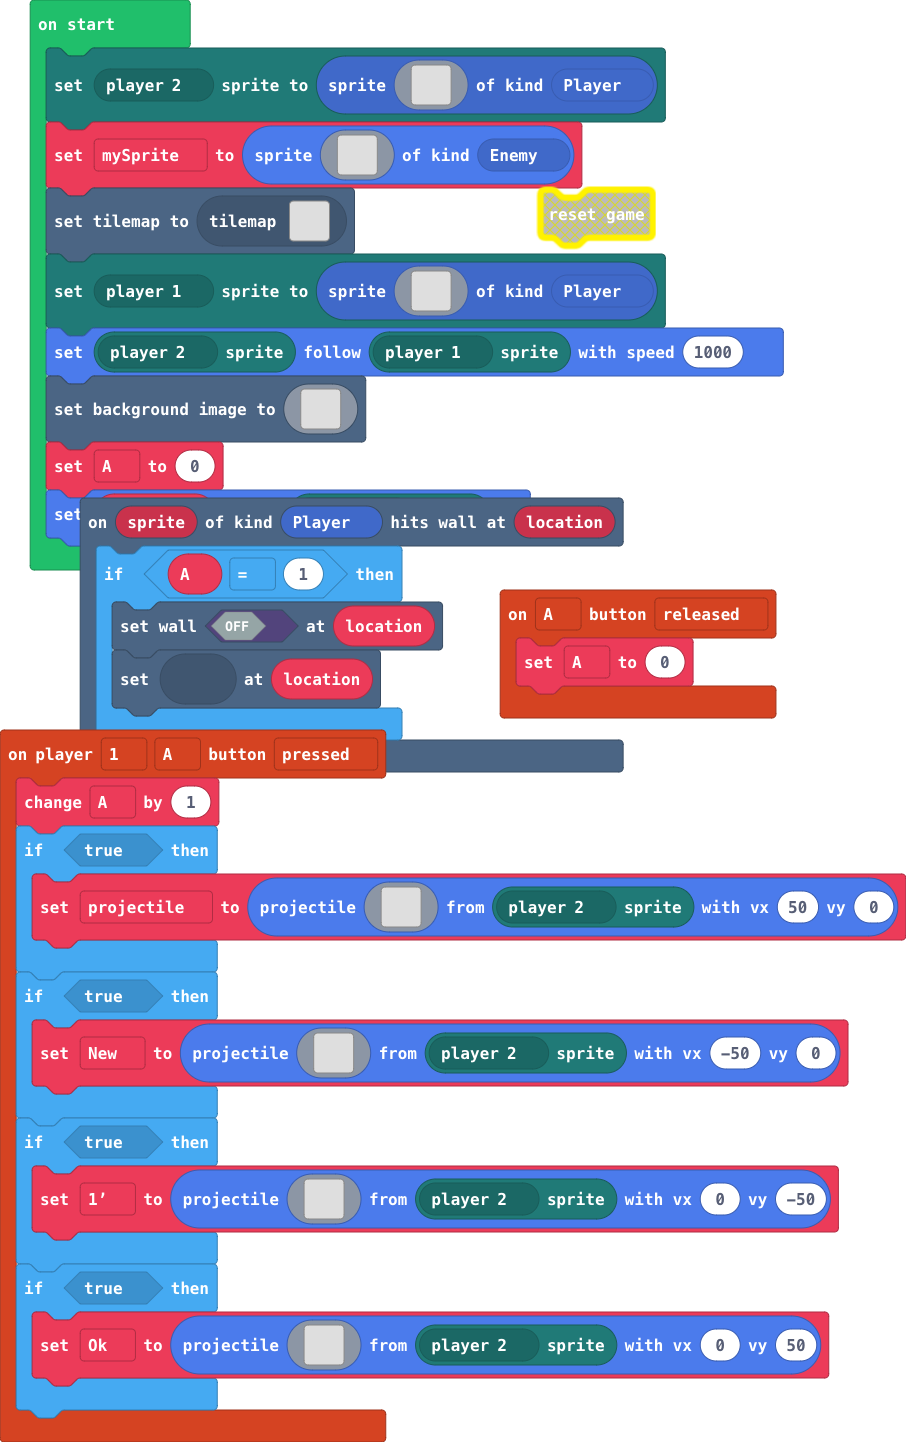 on start
set player 2 sprite to sprite of kind Player
set mySprite to sprite of kind Enemy
set tilemap to tilemap
reset game
set player 1 sprite to sprite of kind Player
set player 2 sprite follow player 1 sprite with speed 1000
set background image to
set A to 0
set
on sprite of kind Player hits wall at location
if A = 1 then
set wall OFF at location
set at location
on A button released
set A to 0
on player 1 A button pressed
change A by 1
if true then
set projectile to projectile from player 2 sprite with vx 50 vy 0
if true then
set New to projectile from player 2 sprite with vx -50 vy 0
if true then
set 1’ to projectile from player 2 sprite with vx 0 vy -50
if true then
set Ok to projectile from player 2 sprite with vx 0 vy 50